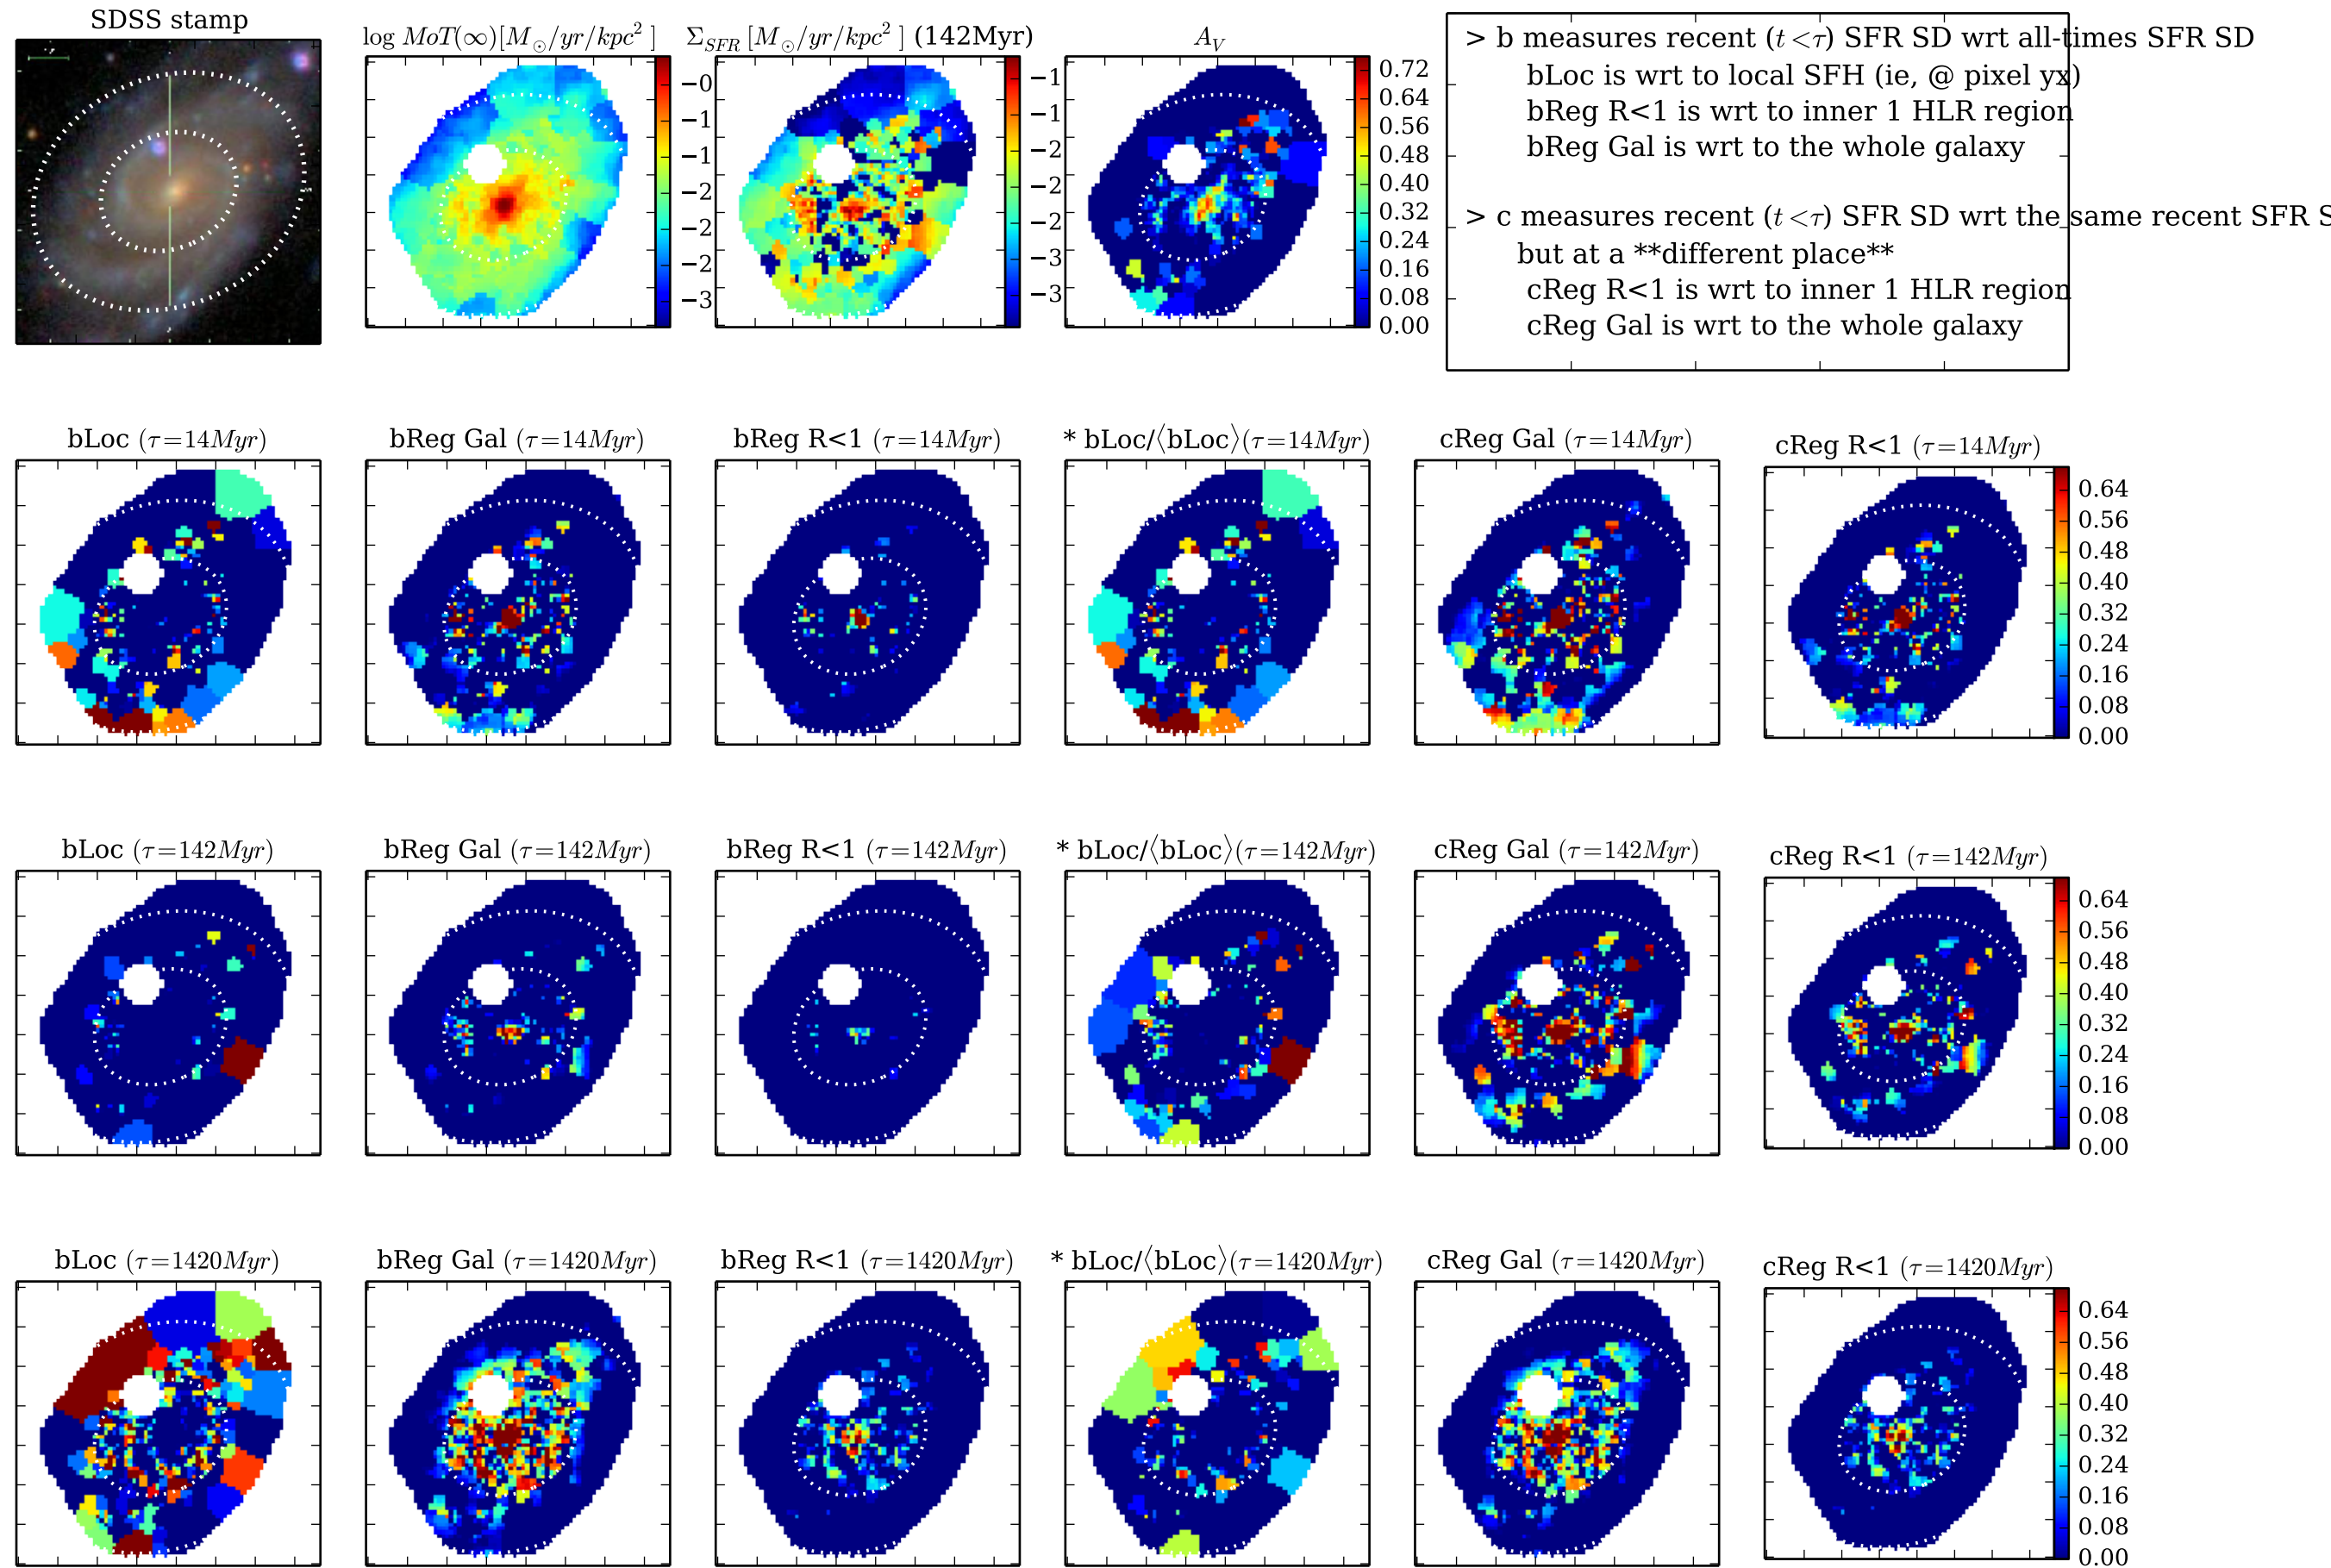 SDSS stamp
log MoT(∞)[M⊙/yr/kpc² ]
Σ_SFR [M⊙/yr/kpc² ] (142Myr)
A_V
−0
−1
−1
−2
−2
−2
−3
−1
−1
−2
−2
−2
−3
−3
0.72
0.64
0.56
0.48
0.40
0.32
0.24
0.16
0.08
0.00
> b measures recent (t<τ) SFR SD wrt all-times SFR SD
bLoc is wrt to local SFH (ie, @ pixel yx)
bReg R<1 is wrt to inner 1 HLR region
bReg Gal is wrt to the whole galaxy
> c measures recent (t<τ) SFR SD wrt the same recent SFR S
but at a **different place**
cReg R<1 is wrt to inner 1 HLR region
cReg Gal is wrt to the whole galaxy
bLoc (τ=14Myr)
bReg Gal (τ=14Myr)
bReg R<1 (τ=14Myr)
* bLoc/⟨bLoc⟩(τ=14Myr)
cReg Gal (τ=14Myr)
cReg R<1 (τ=14Myr)
0.64
0.56
0.48
0.40
0.32
0.24
0.16
0.08
0.00
bLoc (τ=142Myr)
bReg Gal (τ=142Myr)
bReg R<1 (τ=142Myr)
* bLoc/⟨bLoc⟩(τ=142Myr)
cReg Gal (τ=142Myr)
cReg R<1 (τ=142Myr)
0.64
0.56
0.48
0.40
0.32
0.24
0.16
0.08
0.00
bLoc (τ=1420Myr)
bReg Gal (τ=1420Myr)
bReg R<1 (τ=1420Myr)
* bLoc/⟨bLoc⟩(τ=1420Myr)
cReg Gal (τ=1420Myr)
cReg R<1 (τ=1420Myr)
0.64
0.56
0.48
0.40
0.32
0.24
0.16
0.08
0.00